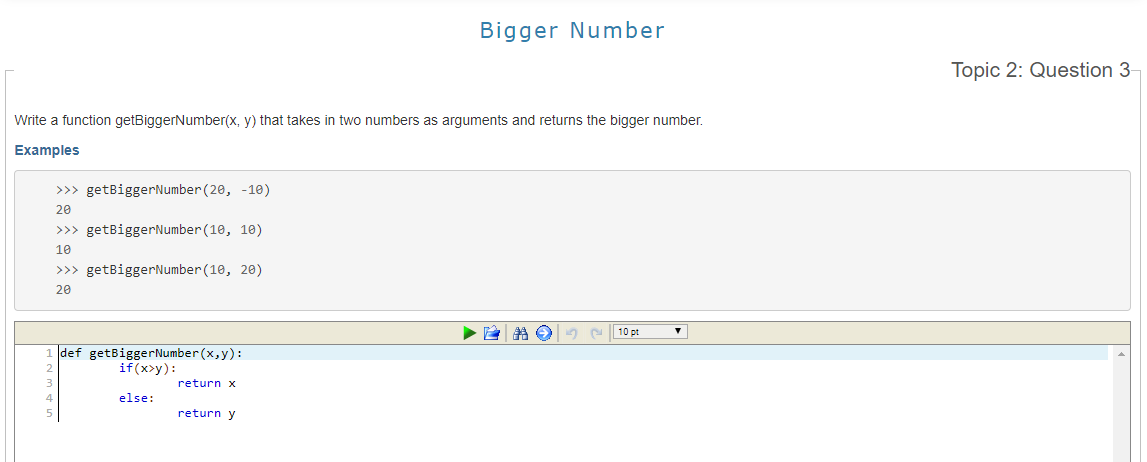 Bigger Number
Topic 2: Question 3
Write a function getBiggerNumber(x, y) that takes in two numbers as arguments and returns the bigger number.
Examples
>>> getBiggerNumber(20, -10)
20
>>> getBiggerNumber(10, 10)
10
>>> getBiggerNumber(10, 20)
20
10 pt
1 def getBiggerNumber(x,y):
2 if(x>y):
3 return x
4 else:
5 return y